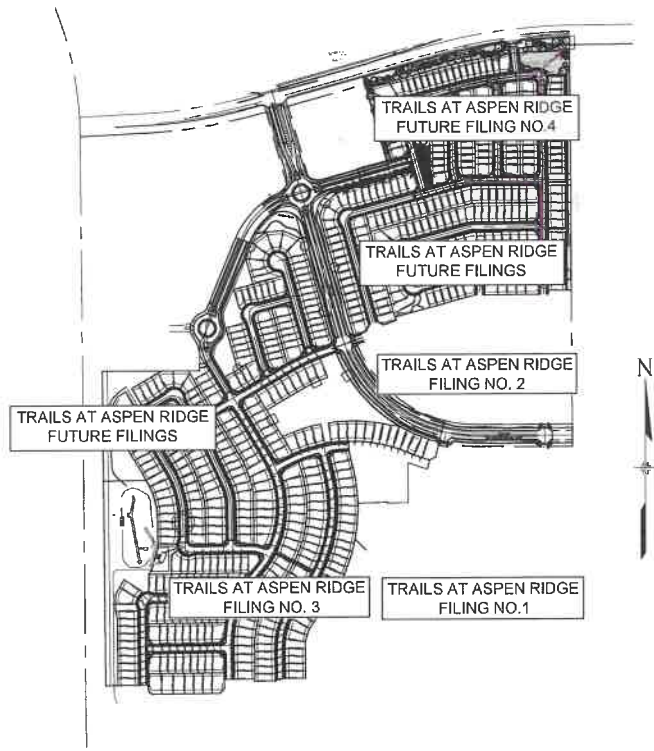 TRAILS AT ASPEN RIDGE
FUTURE FILING NO.4
TRAILS AT ASPEN RIDGE
FUTURE FILINGS
TRAILS AT ASPEN RIDGE
FILING NO. 2
N
TRAILS AT ASPEN RIDGE
FUTURE FILINGS
TRAILS AT ASPEN RIDGE
FILING NO. 3
TRAILS AT ASPEN RIDGE
FILING NO.1